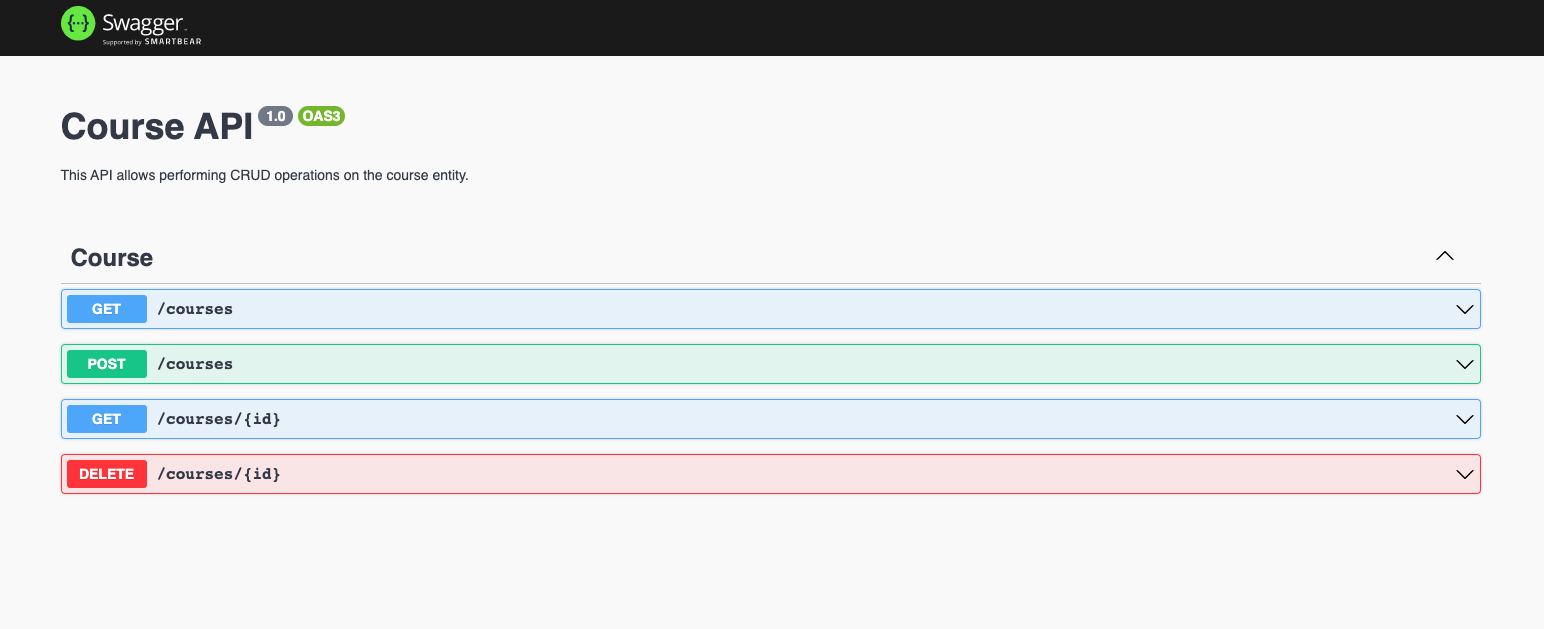 {···} Swagger
Supported by SMARTBEAR
Course API 1.0 OAS3
This API allows performing CRUD operations on the course entity.
Course
GET /courses
POST /courses
GET /courses/{id}
DELETE /courses/{id}